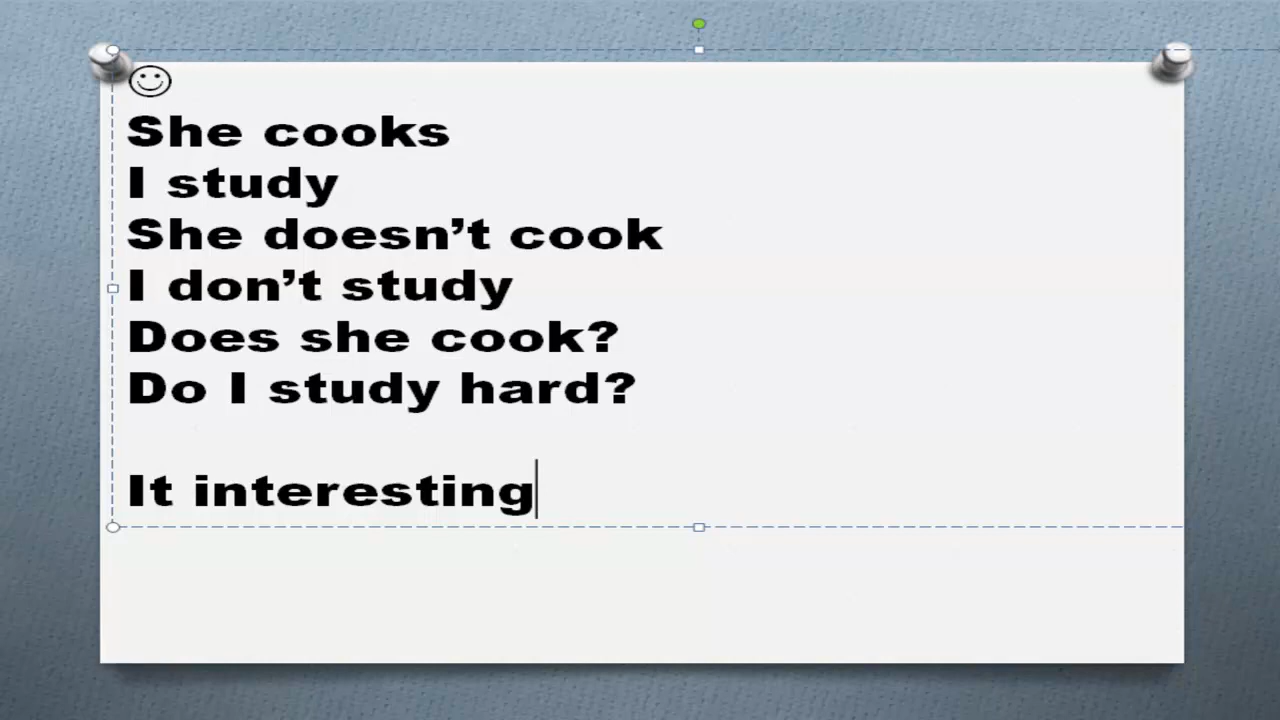 She cooks
I study
She doesn’t cook
I don’t study
Does she cook?
Do I study hard?
It interesting